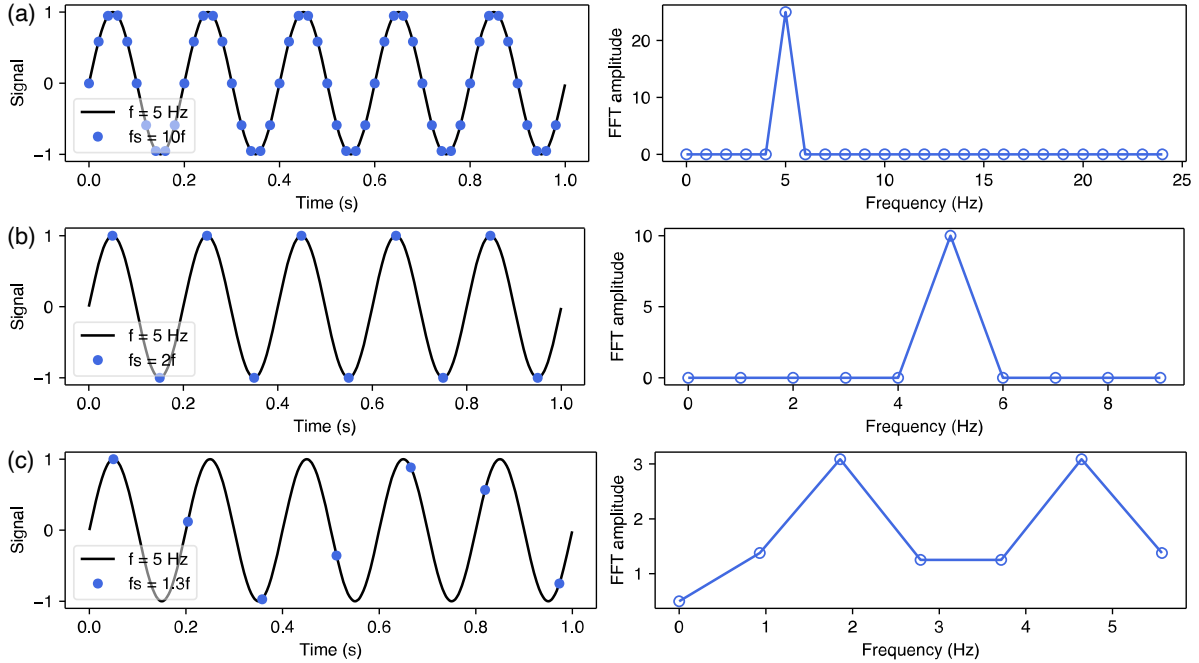 (a)
Signal
1
0
−1
f = 5 Hz
fs = 10f
0.0 0.2 0.4 0.6 0.8 1.0
Time (s)
FFT amplitude
20
10
0
0 5 10 15 20 25
Frequency (Hz)
(b)
Signal
1
0
−1
f = 5 Hz
fs = 2f
0.0 0.2 0.4 0.6 0.8 1.0
Time (s)
FFT amplitude
10
5
0
0 2 4 6 8
Frequency (Hz)
(c)
Signal
1
0
−1
f = 5 Hz
fs = 1.3f
0.0 0.2 0.4 0.6 0.8 1.0
Time (s)
FFT amplitude
3
2
1
0 1 2 3 4 5
Frequency (Hz)